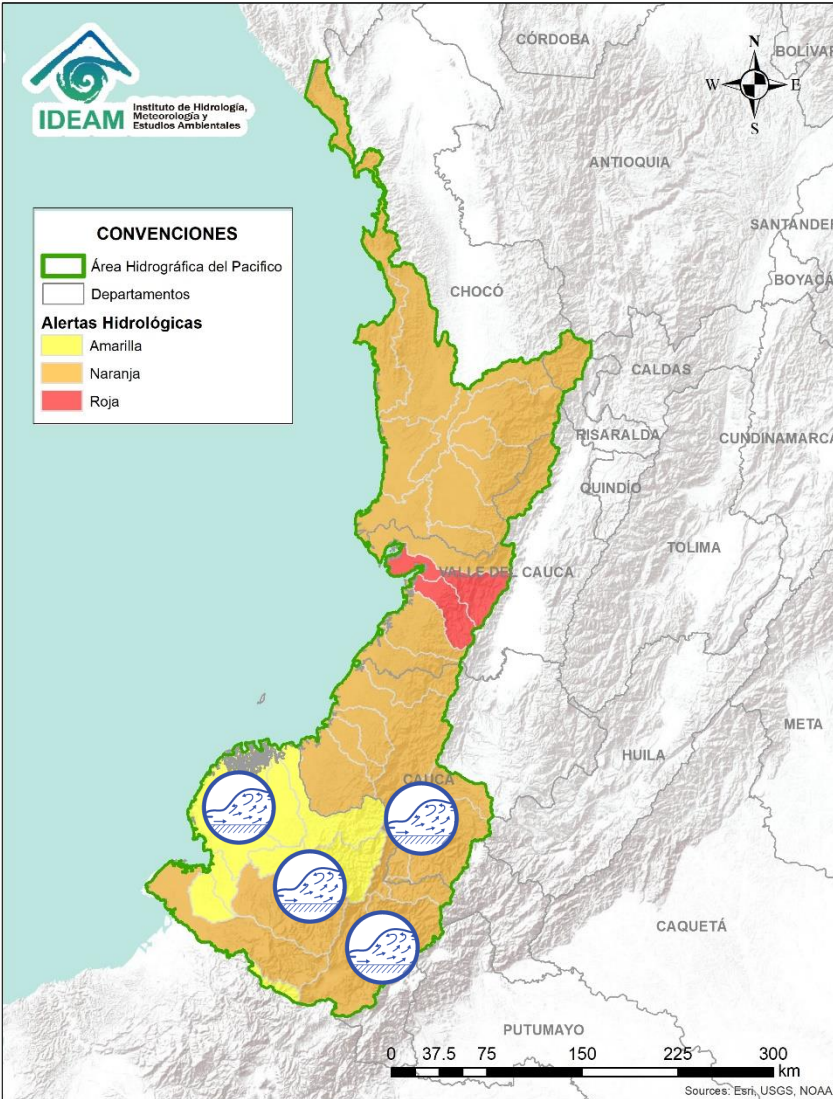 IDEAM
Instituto de Hidrología,
Meteorología y
Estudios Ambientales
N
W
E
S
CÓRDOBA
BOLÍVAR
ANTIOQUIA
SANTANDER
BOYACÁ
CHOCÓ
CALDAS
RISARALDA
CUNDINAMARCA
QUINDÍO
TOLIMA
VALLE DEL CAUCA
META
HUILA
CAUCA
CAQUETÁ
PUTUMAYO
CONVENCIONES
Área Hidrográfica del Pacifico
Departamentos
Alertas Hidrológicas
Amarilla
Naranja
Roja
0 37.5 75 150 225 300
km
Sources: Esri, USGS, NOAA